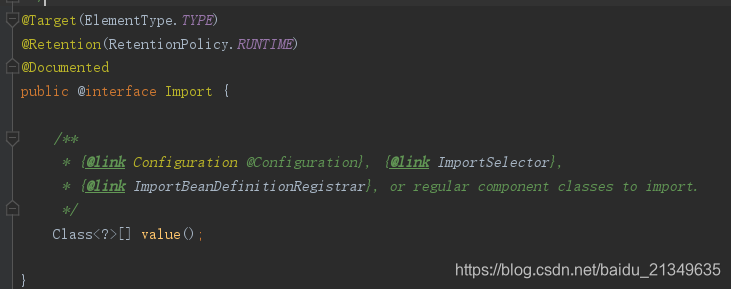 @Target(ElementType.TYPE)
@Retention(RetentionPolicy.RUNTIME)
@Documented
public @interface Import {
/**
* {@link Configuration @Configuration}, {@link ImportSelector},
* {@link ImportBeanDefinitionRegistrar}, or regular component classes to import.
*/
Class<?>[] value();
}
https://blog.csdn.net/baidu_21349635